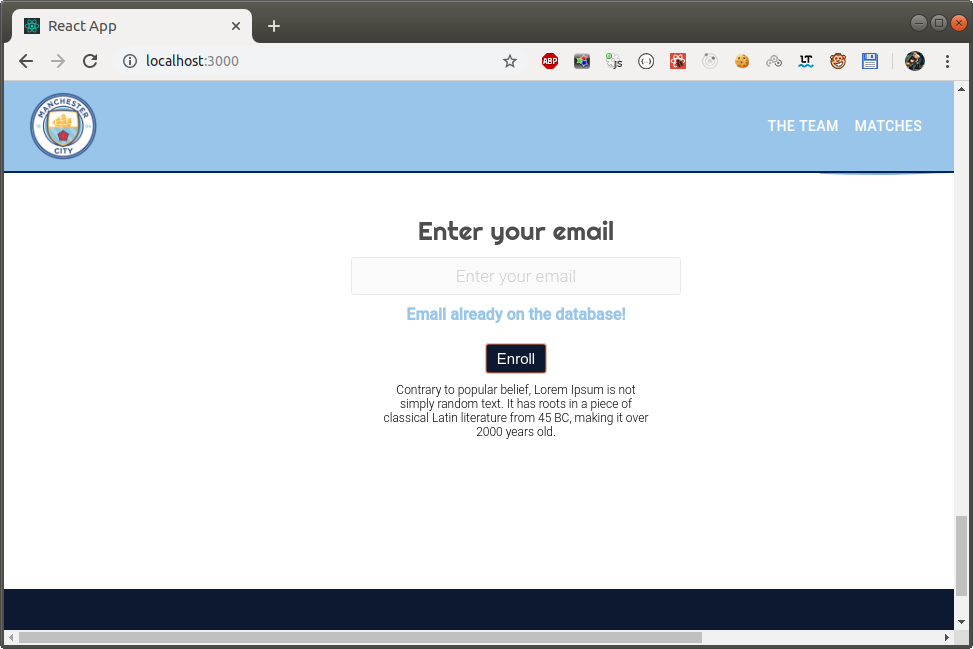 React App
localhost:3000
ABP
JS
LT
MANCHESTER
CITY
THE TEAM MATCHES
Enter your email
Enter your email
Email already on the database!
Enroll
Contrary to popular belief, Lorem Ipsum is not
simply random text. It has roots in a piece of
classical Latin literature from 45 BC, making it over
2000 years old.